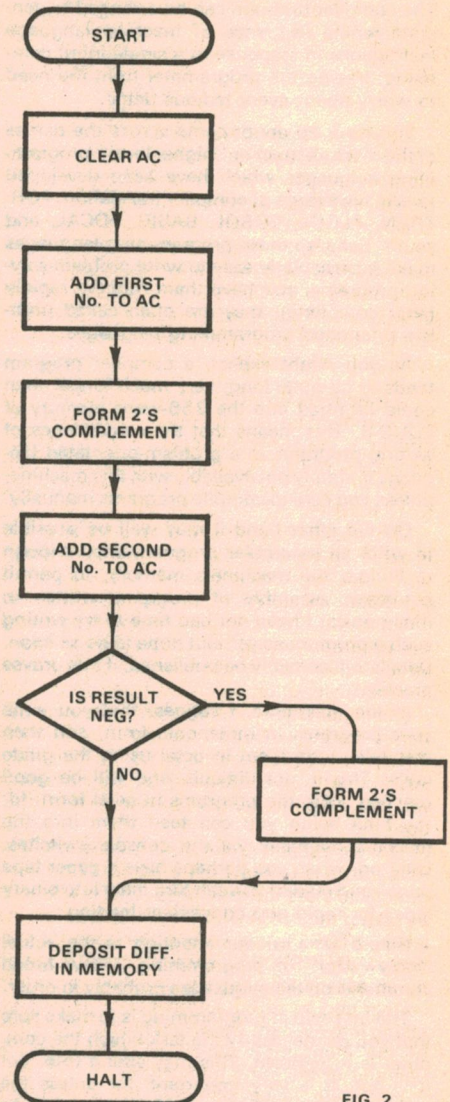 START
CLEAR AC
ADD FIRST
No. TO AC
FORM 2'S
COMPLEMENT
ADD SECOND
No. TO AC
IS RESULT
NEG?
YES
NO
FORM 2'S
COMPLEMENT
DEPOSIT DIFF.
IN MEMORY
HALT
FIG. 2